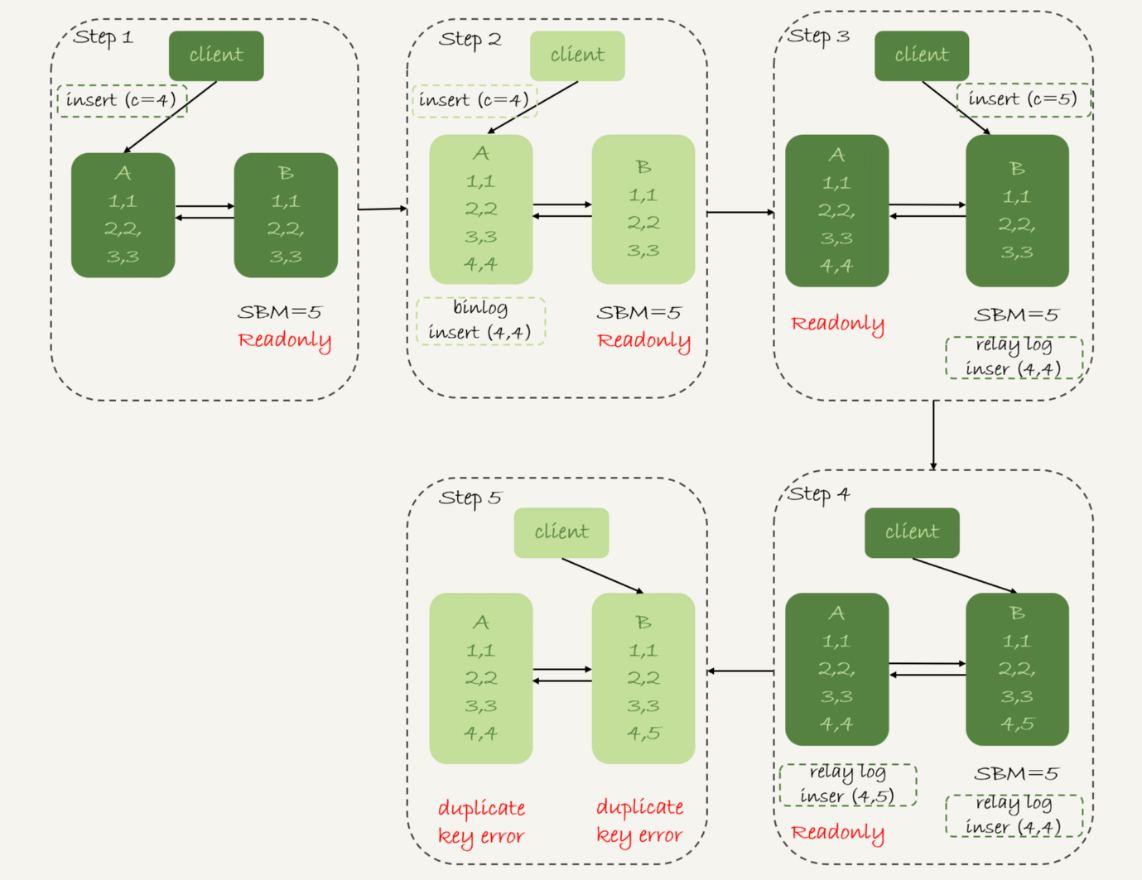 Step 1
client
insert (c=4)
A
1,1
2,2,
3,3
B
1,1
2,2,
3,3
SBM=5
Readonly
Step 2
client
insert (c=4)
A
1,1
2,2
3,3
4,4
B
1,1
2,2
3,3
binlog
insert (4,4)
SBM=5
Readonly
Step 3
client
insert (c=5)
A
1,1
2,2,
3,3
4,4
B
1,1
2,2,
3,3
Readonly
SBM=5
relay log
inser (4,4)
Step 4
client
A
1,1
2,2,
3,3
4,4
B
1,1
2,2,
3,3
4,5
relay log
inser (4,5)
Readonly
SBM=5
relay log
inser (4,4)
Step 5
client
A
1,1
2,2
3,3
4,4
B
1,1
2,2
3,3
4,5
duplicate
key error
duplicate
key error